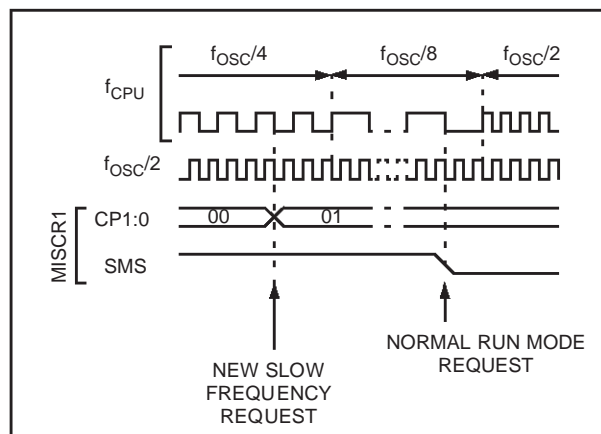 fOSC/4 fOSC/8 fOSC/2
fCPU
fOSC/2
MISCR1
CP1:0 00 01
SMS
NEW SLOW
FREQUENCY
REQUEST
NORMAL RUN MODE
REQUEST